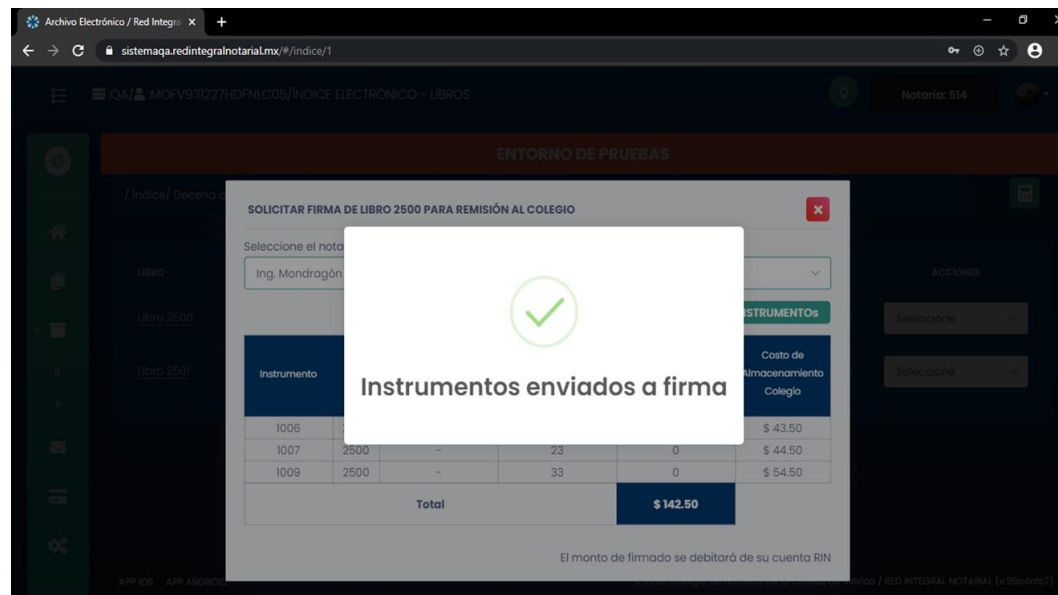 Archivo Electrónico / Red Integra
sistemaqa.redintegralnotarial.mx/#/indice/1
:QA/ :MOFV931227HDFNLC05/ÍNDICE ELECTRÓNICO - LIBROS
Notaría: 514
ENTORNO DE PRUEBAS
/ Índice/ Decena
SOLICITAR FIRMA DE LIBRO 2500 PARA REMISIÓN AL COLEGIO
Seleccione el nota
Ing. Mondragón
LIBRO
ACCIONES
INSTRUMENTOs
Libro 2500
Seleccione
Libro 2501
Seleccione
Instrumento
Costo de
Almacenamiento
Colegio
Instrumentos enviados a firma
1006
$ 43.50
1007 2500 - 23 0 $ 44.50
1009 2500 - 33 0 $ 54.50
Total $ 142.50
El monto de firmado se debitará de su cuenta RIN
APP IOS APP ANDROID
/ RED INTEGRAL NOTARIAL